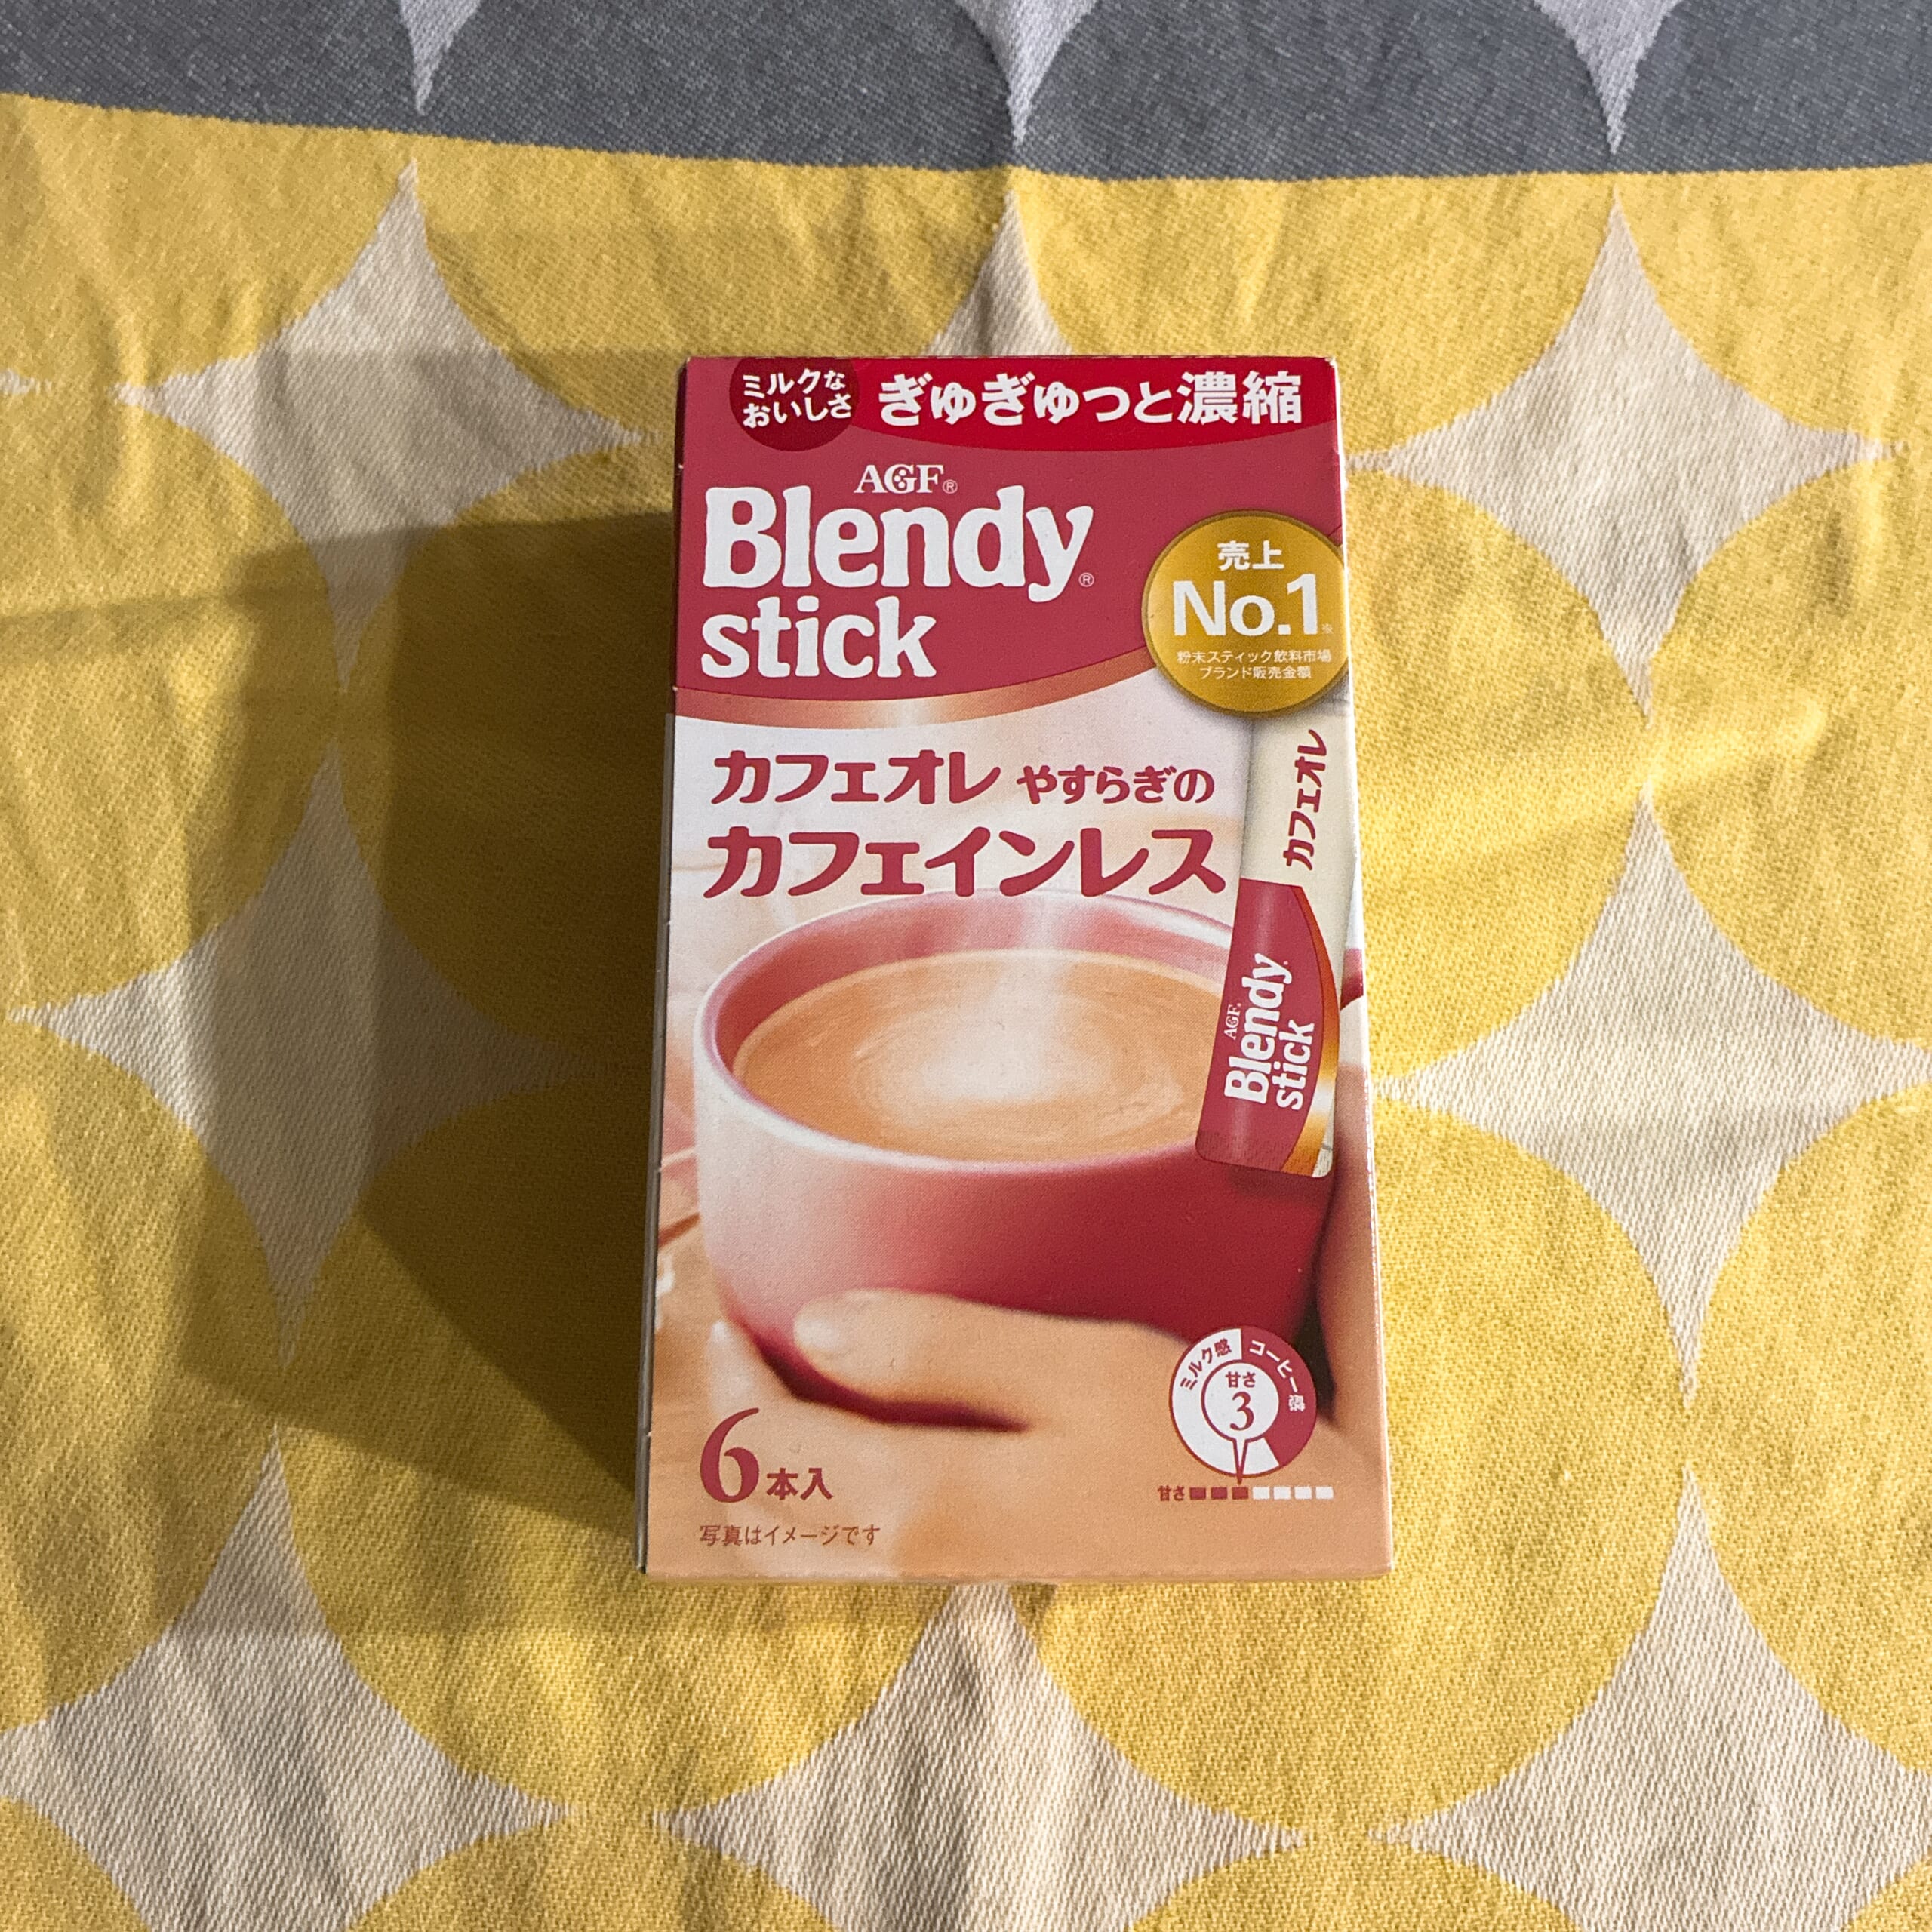 ミルクな
おいしさ
ぎゅぎゅっと濃縮
AGF®
Blendy®
stick
売上
No.1※
粉末スティック飲料市場
ブランド販売金額
カフェオレ やすらぎの
カフェインレス
カフェオレ
AGF
Blendy
stick
ミルク感 コーヒー感
甘さ
3
甘さ
6本入
写真はイメージです